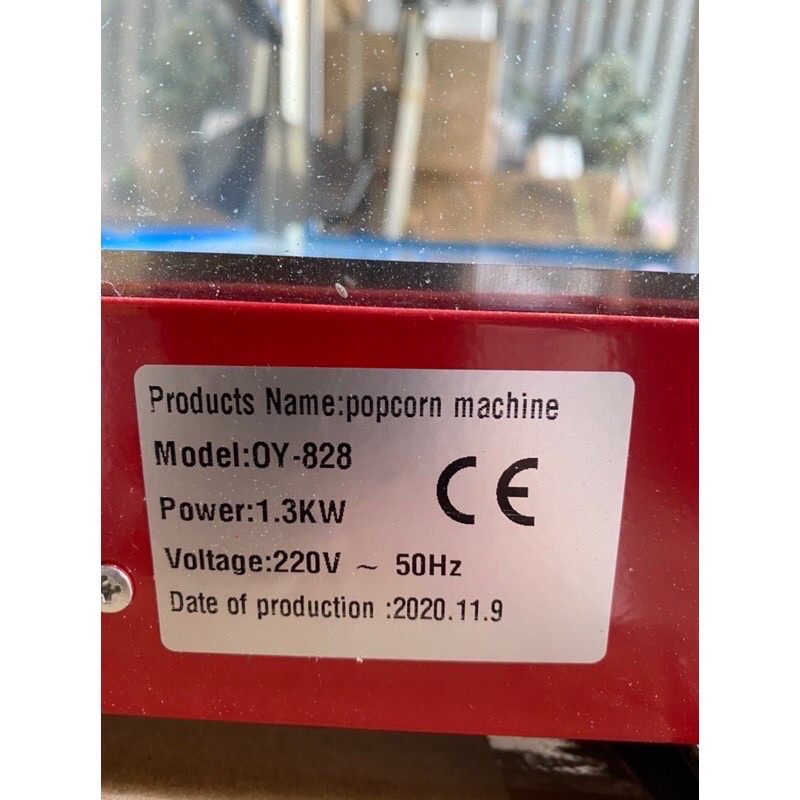 Products Name:popcorn machine
Model:OY-828
CE
Power:1.3KW
Voltage:220V ~ 50Hz
Date of production :2020.11.9